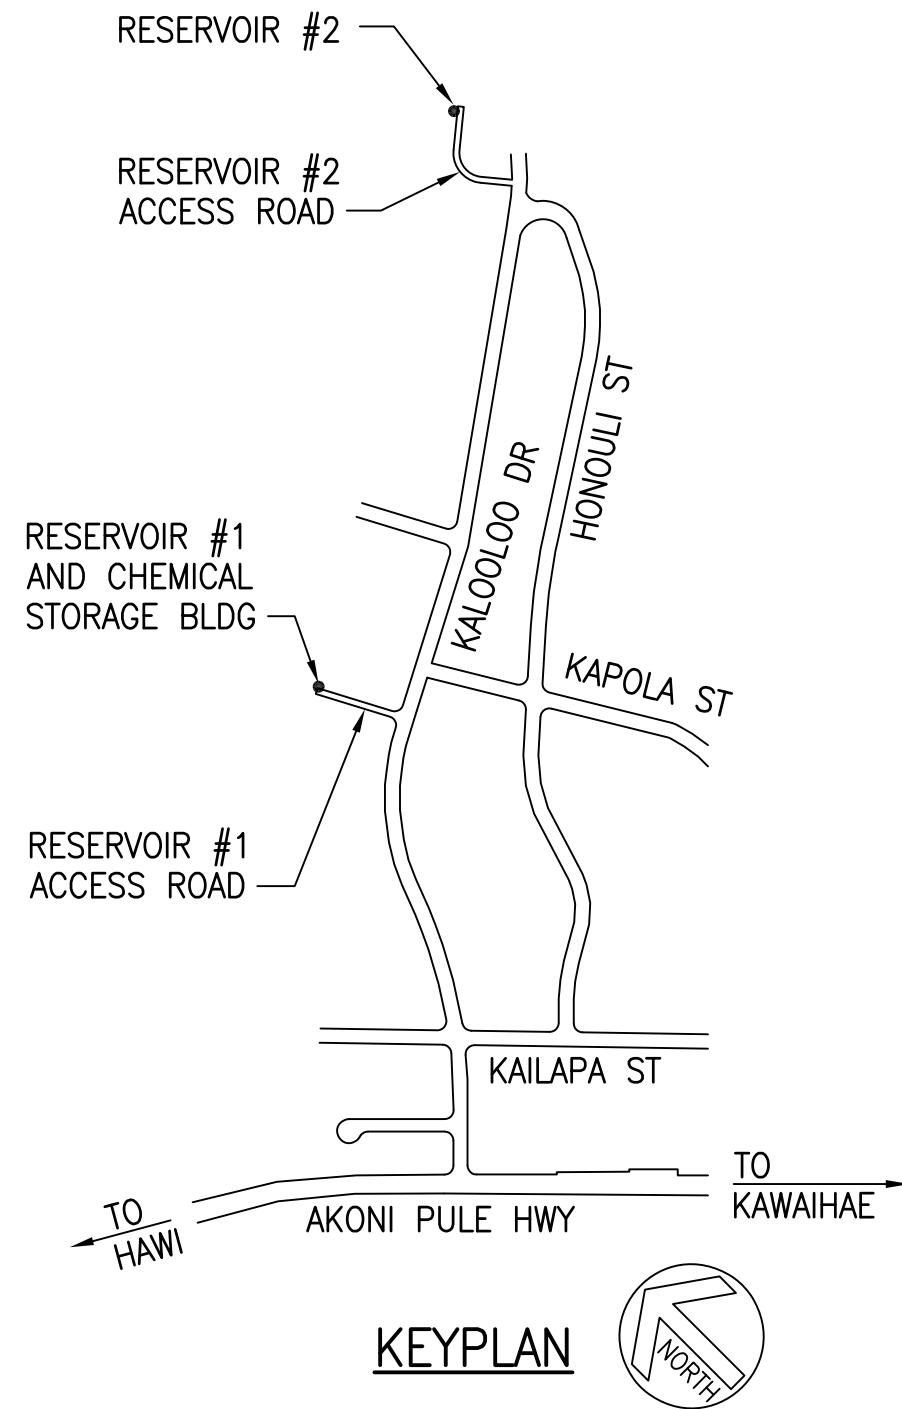 RESERVOIR #2
RESERVOIR #2
ACCESS ROAD
HONOULI ST
KALOOLOO DR
RESERVOIR #1
AND CHEMICAL
STORAGE BLDG
KAPOLA ST
RESERVOIR #1
ACCESS ROAD
KAILAPA ST
TO
KAWAIHAE
TO
HAWI
AKONI PULE HWY
KEYPLAN
NORTH